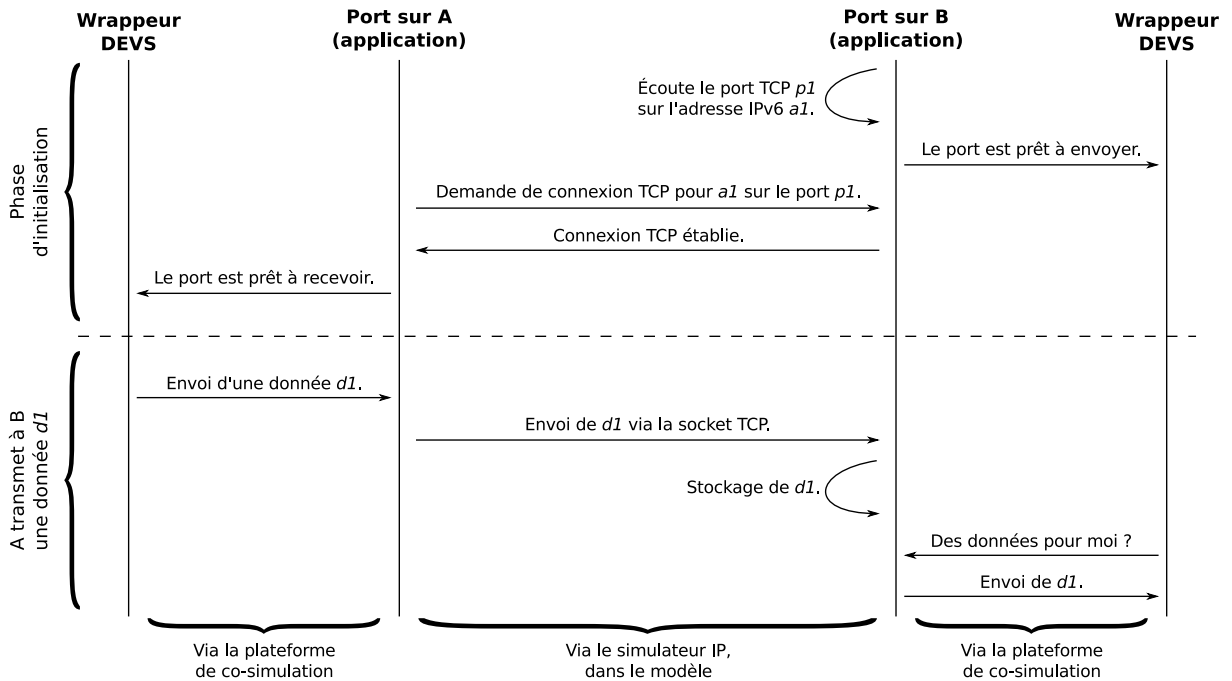 Wrappeur
DEVS
Port sur A
(application)
Port sur B
(application)
Wrappeur
DEVS
Phase
d'initialisation
Écoute le port TCP p1
sur l'adresse IPv6 a1.
Le port est prêt à envoyer.
Demande de connexion TCP pour a1 sur le port p1.
Connexion TCP établie.
Le port est prêt à recevoir.
A transmet à B
une donnée d1
Envoi d'une donnée d1.
Envoi de d1 via la socket TCP.
Stockage de d1.
Des données pour moi ?
Envoi de d1.
Via la plateforme
de co-simulation
Via le simulateur IP,
dans le modèle
Via la plateforme
de co-simulation